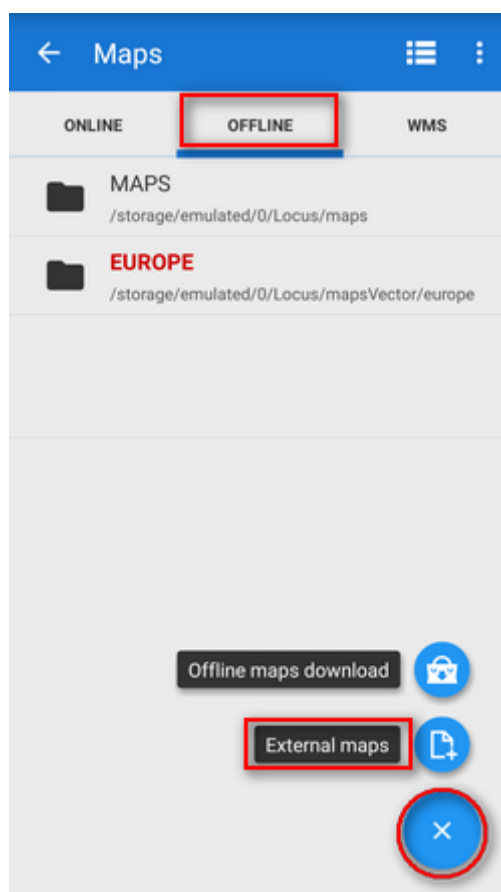 Maps
ONLINE OFFLINE WMS
MAPS
/storage/emulated/0/Locus/maps
EUROPE
/storage/emulated/0/Locus/mapsVector/europe
Offline maps download
External maps